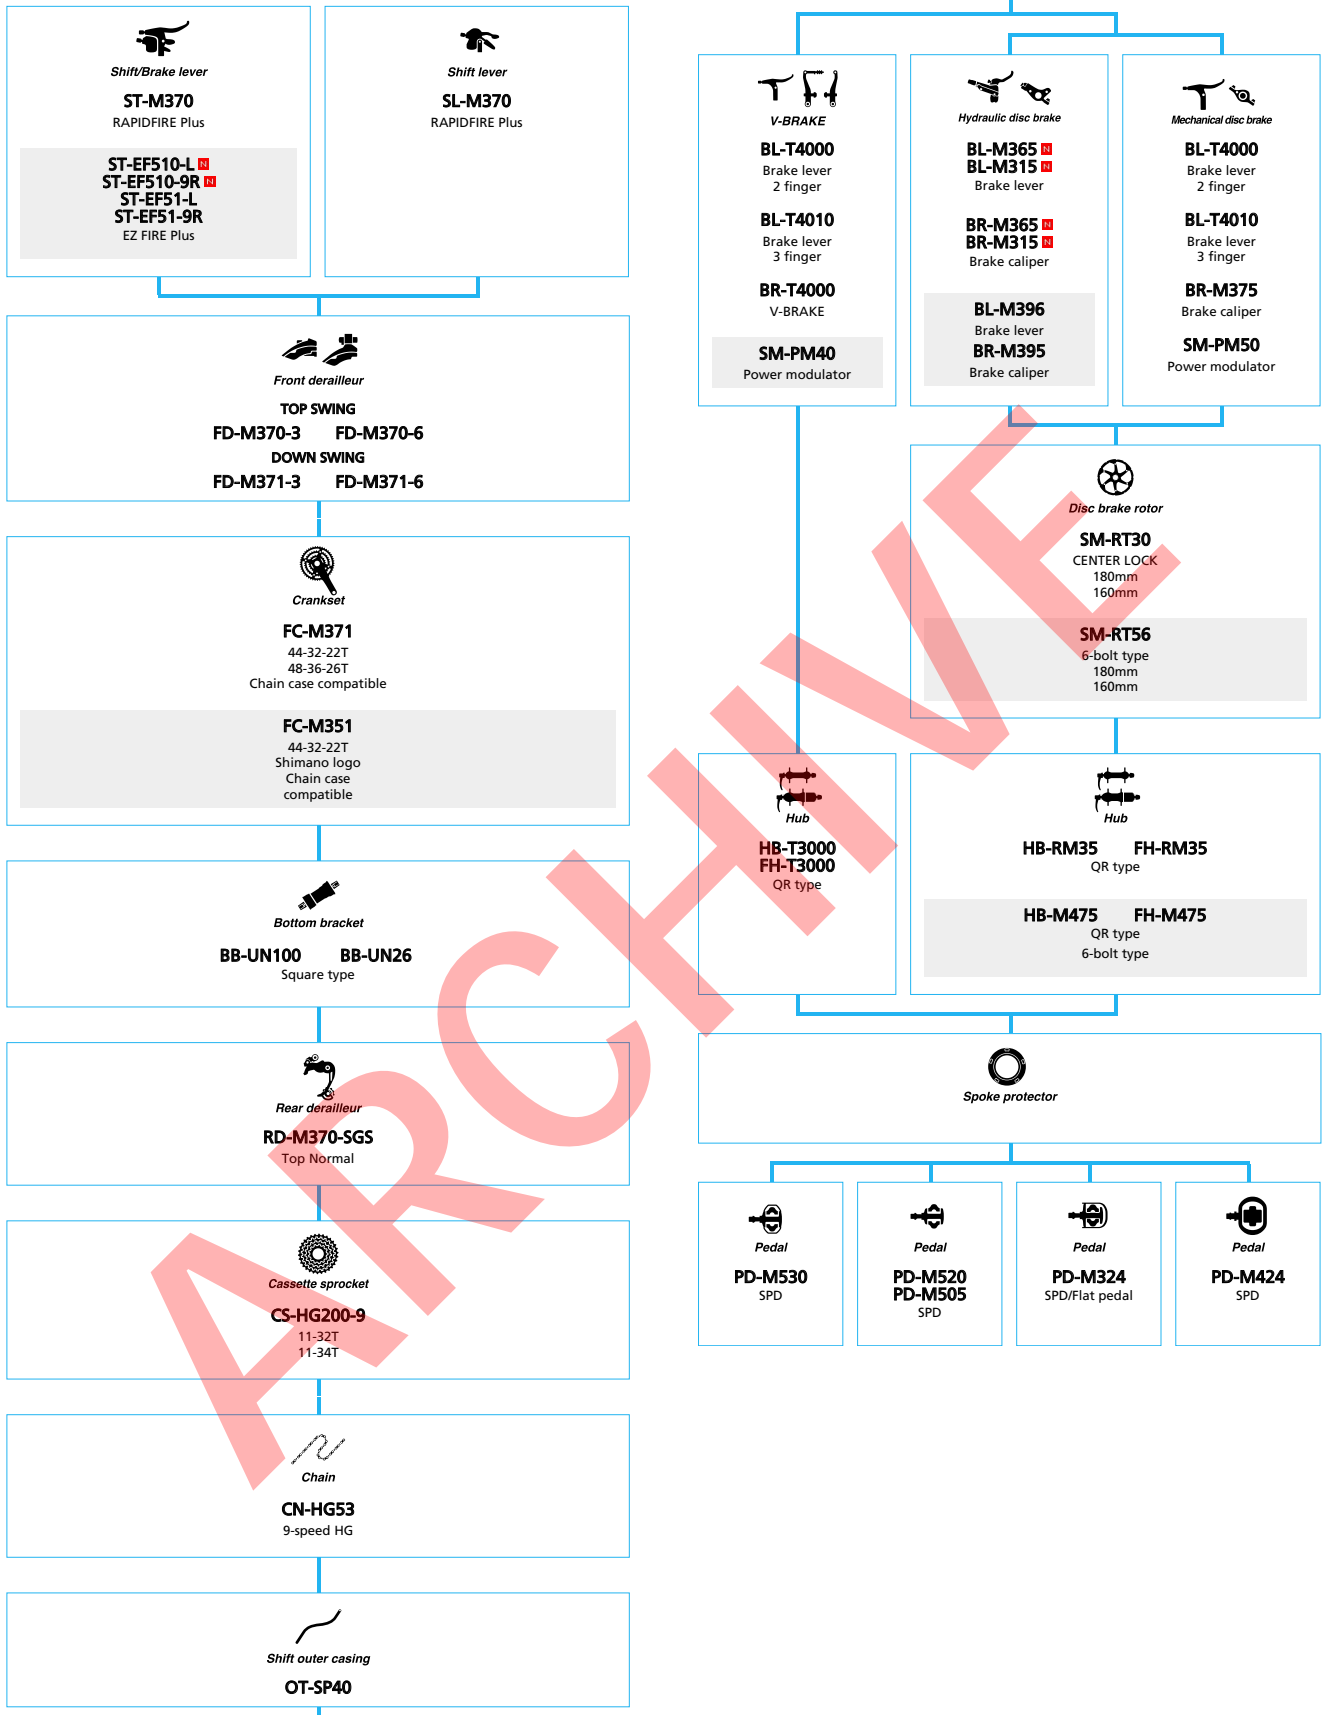 Shift/Brake lever
ST-M370
RAPIDFIRE Plus
ST-EF510-L N
ST-EF510-9R N
ST-EF51-L
ST-EF51-9R
EZ FIRE Plus
Shift lever
SL-M370
RAPIDFIRE Plus
Front derailleur
TOP SWING
FD-M370-3 FD-M370-6
DOWN SWING
FD-M371-3 FD-M371-6
Crankset
FC-M371
44-32-22T
48-36-26T
Chain case compatible
FC-M351
44-32-22T
Shimano logo
Chain case
compatible
Bottom bracket
BB-UN100 BB-UN26
Square type
Rear derailleur
RD-M370-SGS
Top Normal
Cassette sprocket
CS-HG200-9
11-32T
11-34T
Chain
CN-HG53
9-speed HG
Shift outer casing
OT-SP40
V-BRAKE
BL-T4000
Brake lever
2 finger
BL-T4010
Brake lever
3 finger
BR-T4000
V-BRAKE
SM-PM40
Power modulator
Hydraulic disc brake
BL-M365 N
BL-M315 N
Brake lever
BR-M365 N
BR-M315 N
Brake caliper
BL-M396
Brake lever
BR-M395
Brake caliper
Mechanical disc brake
BL-T4000
Brake lever
2 finger
BL-T4010
Brake lever
3 finger
BR-M375
Brake caliper
SM-PM50
Power modulator
Disc brake rotor
SM-RT30
CENTER LOCK
180mm
160mm
SM-RT56
6-bolt type
180mm
160mm
Hub
HB-T3000
FH-T3000
QR type
Hub
HB-RM35 FH-RM35
QR type
HB-M475 FH-M475
QR type
6-bolt type
Spoke protector
Pedal
PD-M530
SPD
Pedal
PD-M520
PD-M505
SPD
Pedal
PD-M324
SPD/Flat pedal
Pedal
PD-M424
SPD
ARCHIVE